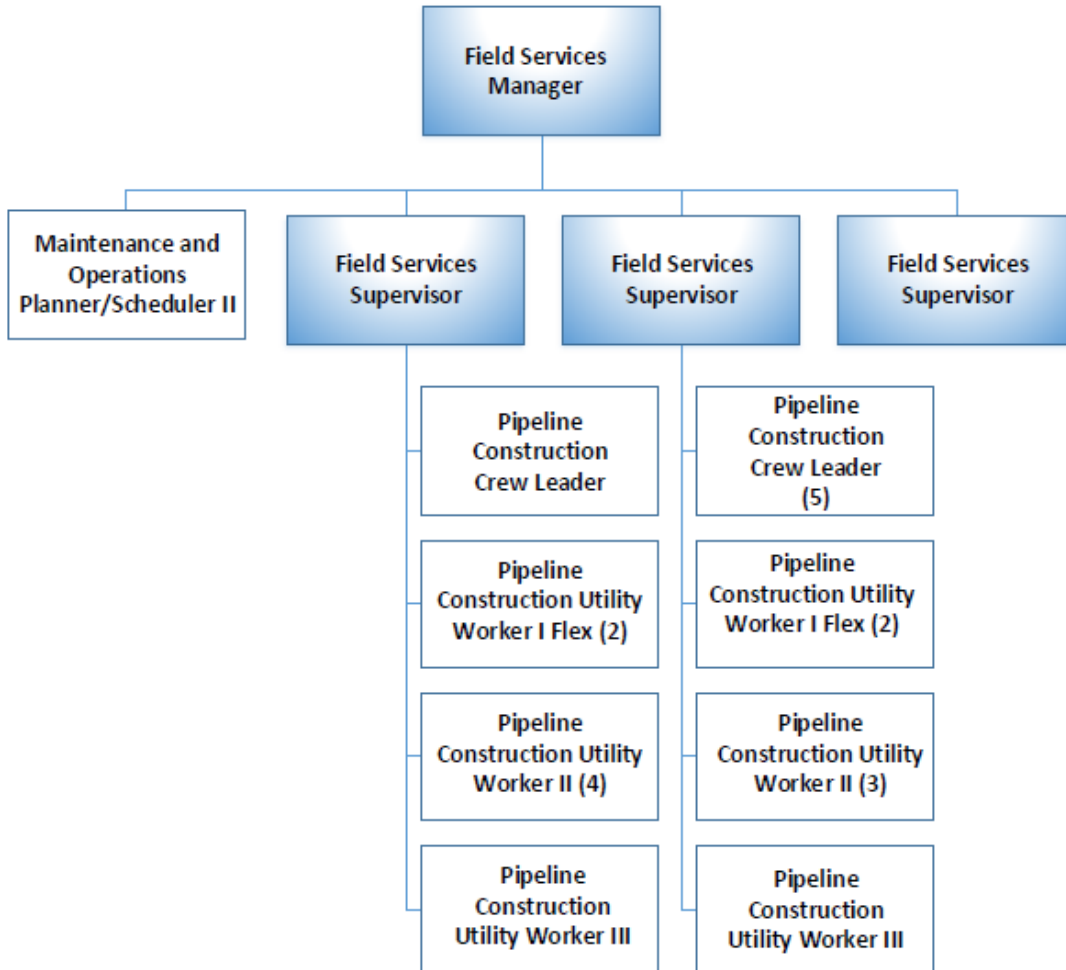 Field Services
Manager
Maintenance and
Operations
Planner/Scheduler II
Field Services
Supervisor
Field Services
Supervisor
Field Services
Supervisor
Pipeline
Construction
Crew Leader
Pipeline
Construction Utility
Worker I Flex (2)
Pipeline
Construction Utility
Worker II (4)
Pipeline
Construction
Utility Worker III
Pipeline
Construction
Crew Leader
(5)
Pipeline
Construction Utility
Worker I Flex (2)
Pipeline
Construction Utility
Worker II (3)
Pipeline
Construction
Utility Worker III